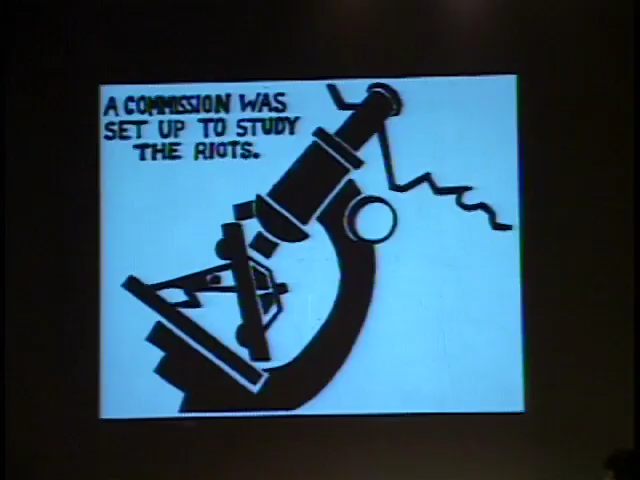 A COMMISSION WAS
SET UP TO STUDY
THE RIOTS.